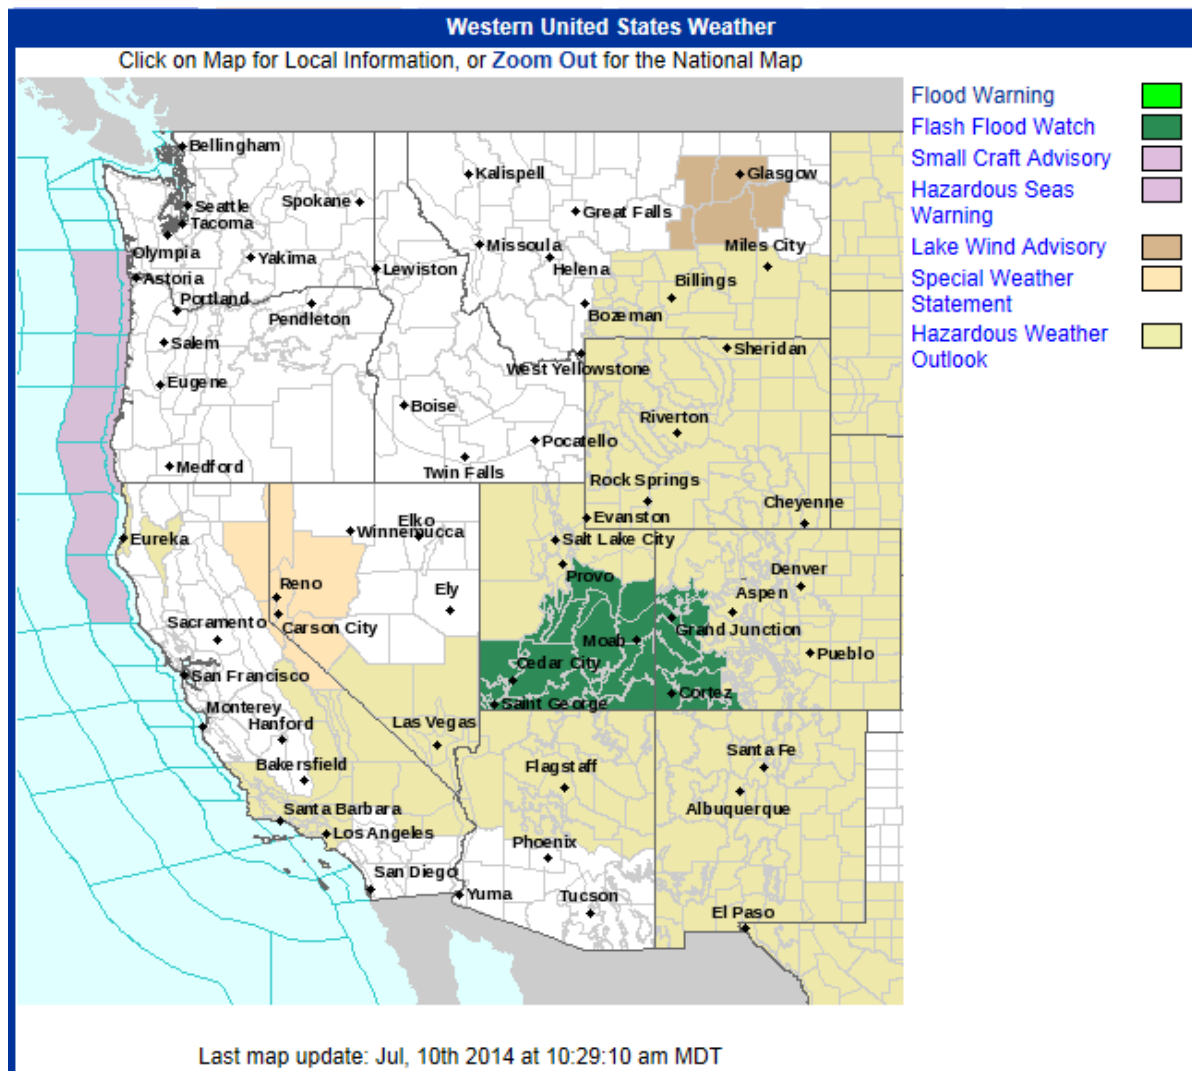 Western United States Weather
Click on Map for Local Information, or Zoom Out for the National Map
Flood Warning
Flash Flood Watch
Small Craft Advisory
Hazardous Seas
Warning
Lake Wind Advisory
Special Weather
Statement
Hazardous Weather
Outlook
Bellingham
Kalispell
Glasgow
Spokane
Seattle
Great Falls
Tacoma
Olympia
Missoula
Miles City
Yakima
Lewiston
Helena
Astoria
Billings
Portland
Pendleton
Bozeman
Salem
Sheridan
West Yellowstone
Eugene
Boise
Riverton
Pocatello
Medford
Twin Falls
Rock Springs
Cheyenne
Elko
Evanston
Winnemucca
Eureka
Salt Lake City
Provo
Denver
Reno
Ely
Aspen
Sacramento
Carson City
Grand Junction
Moab
Pueblo
Cedar City
San Francisco
Cortez
Saint George
Monterey
Hanford
Las Vegas
Santa Fe
Bakersfield
Flagstaff
Santa Barbara
Albuquerque
Los Angeles
Phoenix
San Diego
Yuma
Tucson
El Paso
Last map update: Jul, 10th 2014 at 10:29:10 am MDT